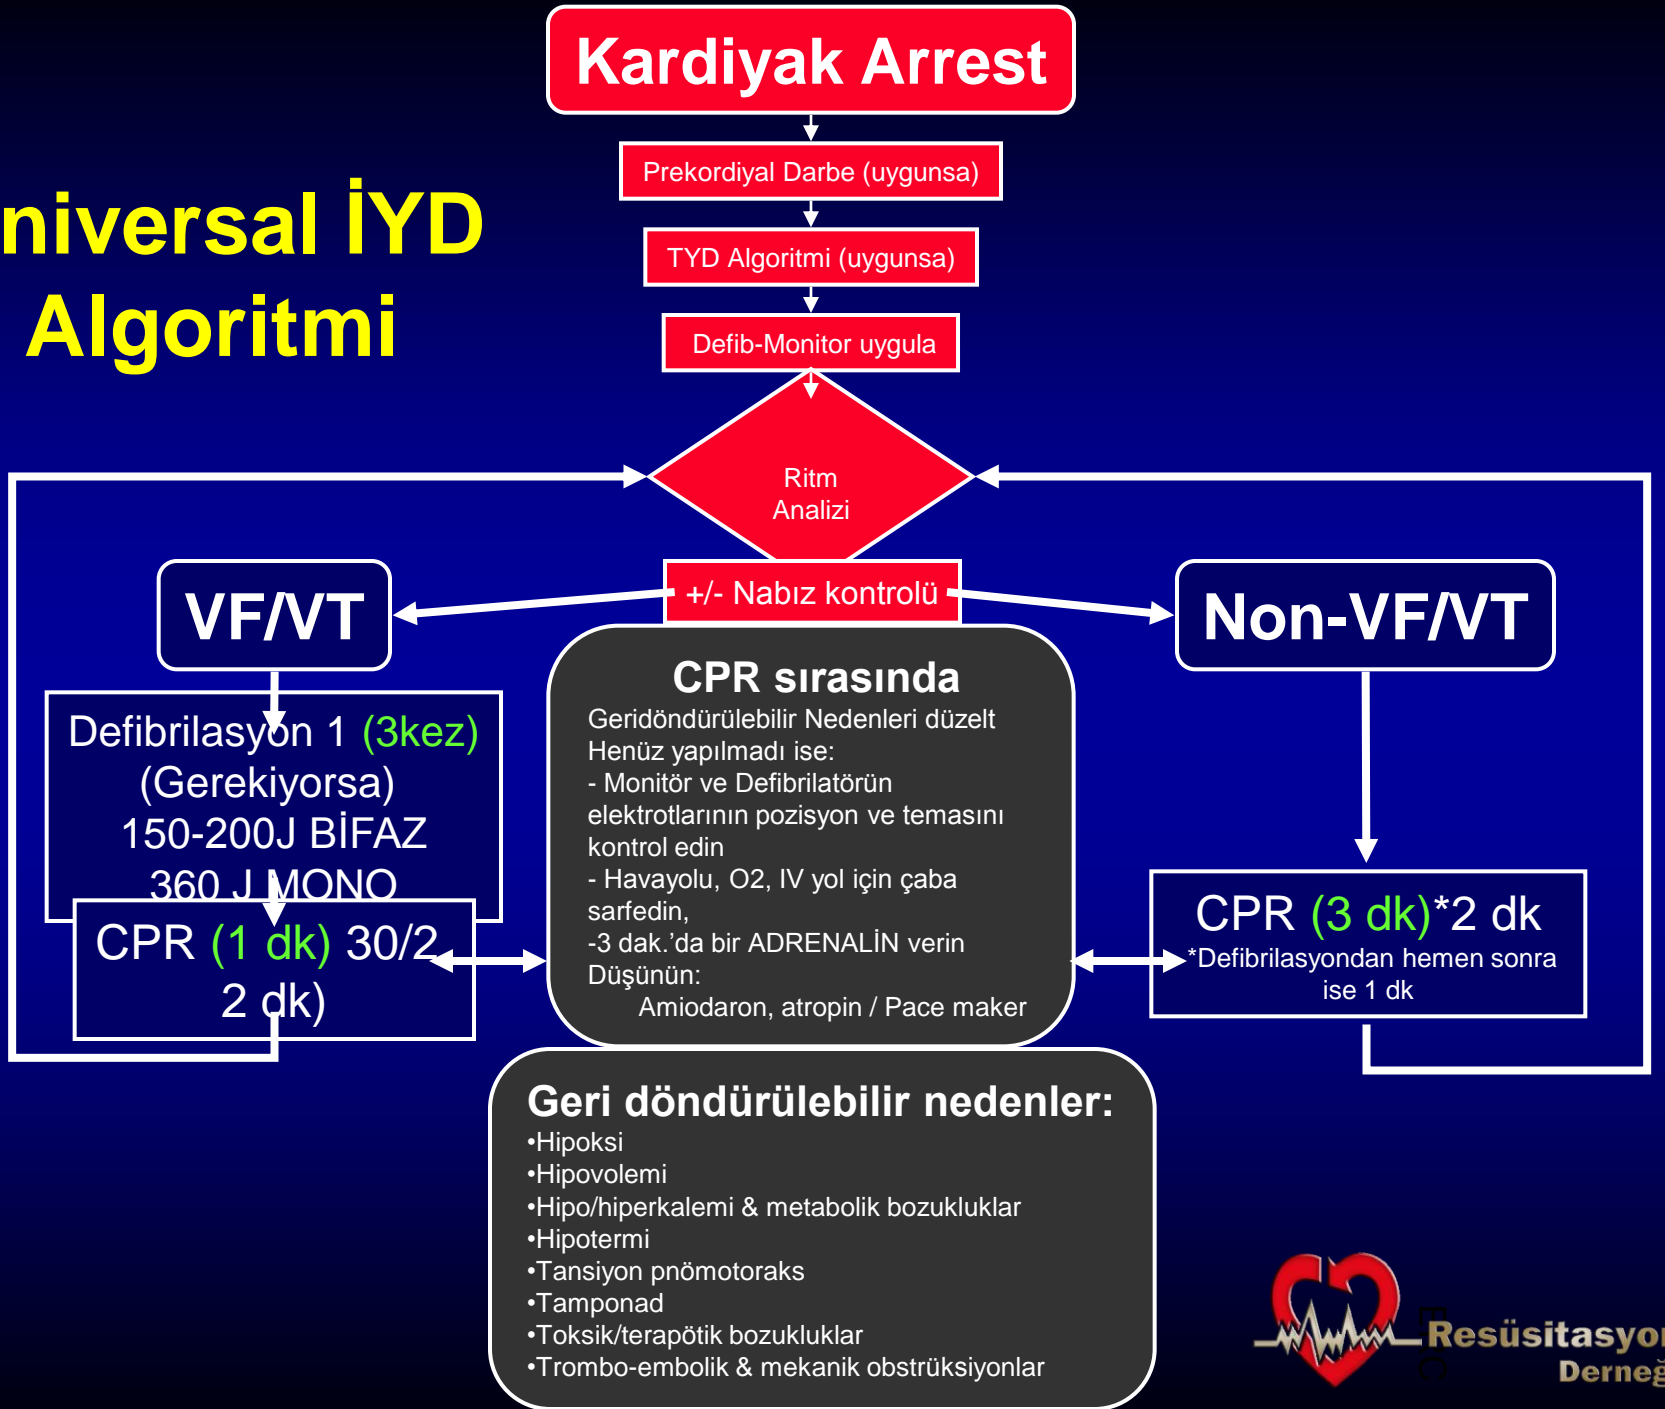 Kardiyak Arrest
Prekordiyal Darbe (uygunsa)
niversal İYD
Algoritmi
TYD Algoritmi (uygunsa)
Defib-Monitor uygula
Ritm
Analizi
+/- Nabız kontrolü
VF/VT
Non-VF/VT
Defibrilasyon 1 (3kez)
(Gerekiyorsa)
150-200J BİFAZ
360 J MONO
CPR (1 dk) 30/2
2 dk)
CPR sırasında
Geridöndürülebilir Nedenleri düzelt
Henüz yapılmadı ise:
- Monitör ve Defibrilatörün
elektrotlarının pozisyon ve temasını
kontrol edin
- Havayolu, O2, IV yol için çaba
sarfedin,
-3 dak.’da bir ADRENALİN verin
Düşünün:
Amiodaron, atropin / Pace maker
CPR (3 dk)*2 dk
*Defibrilasyondan hemen sonra
ise 1 dk
Geri döndürülebilir nedenler:
•Hipoksi
•Hipovolemi
•Hipo/hiperkalemi & metabolik bozukluklar
•Hipotermi
•Tansiyon pnömotoraks
•Tamponad
•Toksik/terapötik bozukluklar
•Trombo-embolik & mekanik obstrüksiyonlar
Resüsitasyon
Derneğ